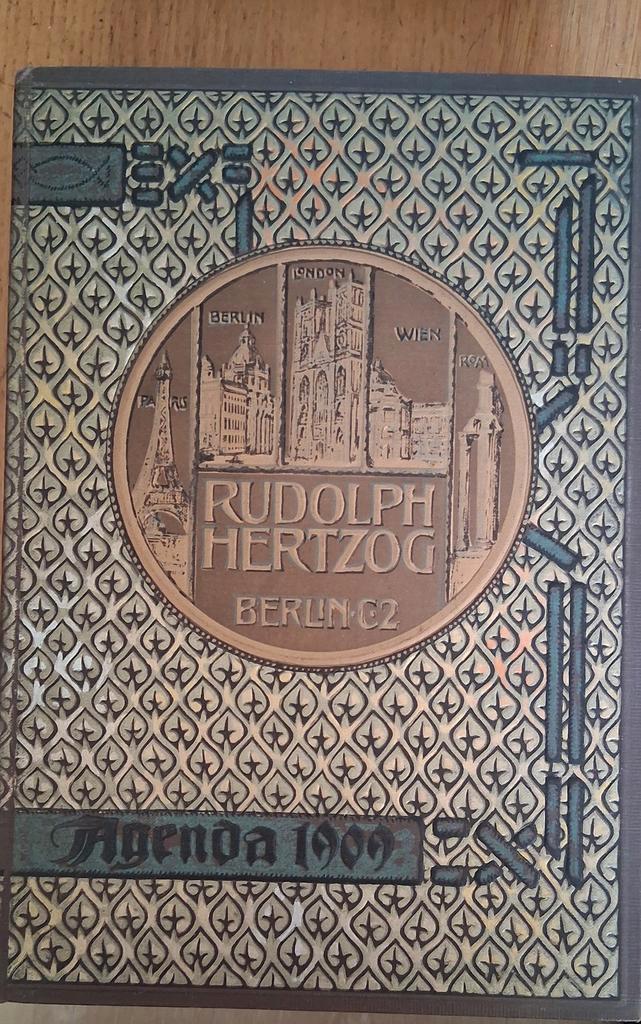 LONDON
BERLIN
WIEN
ROM
PARIS
RUDOLPH
HERTZOG
BERLIN·C2
Agenda 1909